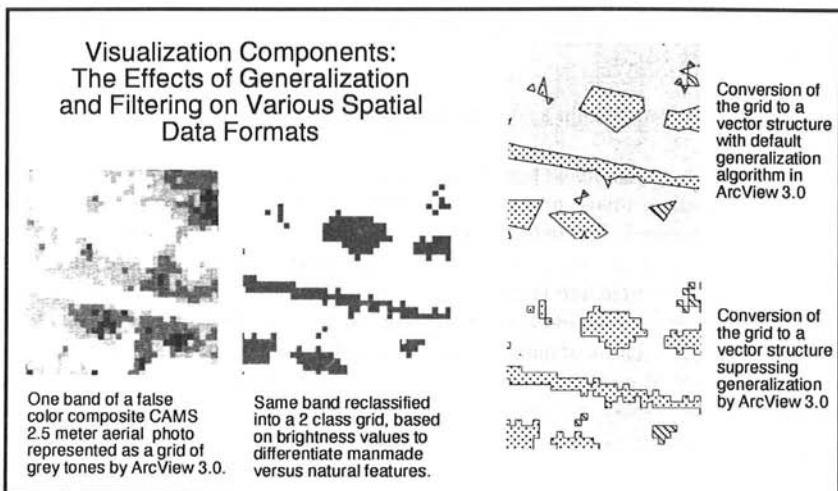 Visualization Components:
The Effects of Generalization
and Filtering on Various Spatial
Data Formats
One band of a false
color composite CAMS
2.5 meter aerial photo
represented as a grid of
grey tones by ArcView 3.0.
Same band reclassified
into a 2 class grid, based
on brightness values to
differentiate manmade
versus natural features.
Conversion of
the grid to a
vector structure
with default
generalization
algorithm in
ArcView 3.0
Conversion of
the grid to a
vector structure
supressing
generalization
by ArcView 3.0